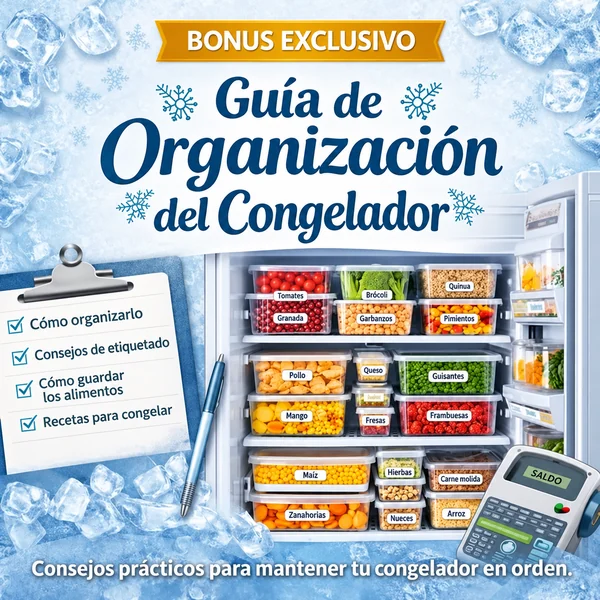 BONUS EXCLUSIVO
Guía de
Organización
del Congelador
Cómo organizarlo
Consejos de etiquetado
Cómo guardar
los alimentos
Recetas para congelar
Tomates
Brócoli
Quinua
Granada
Garbanzos
Pimientos
Pollo
Queso
Guisantes
Mango
Fresas
Frambuesas
Maíz
Hierbas
Carne molida
Zanahorias
Nueces
Arroz
SALDO
Consejos prácticos para mantener tu congelador en orden.